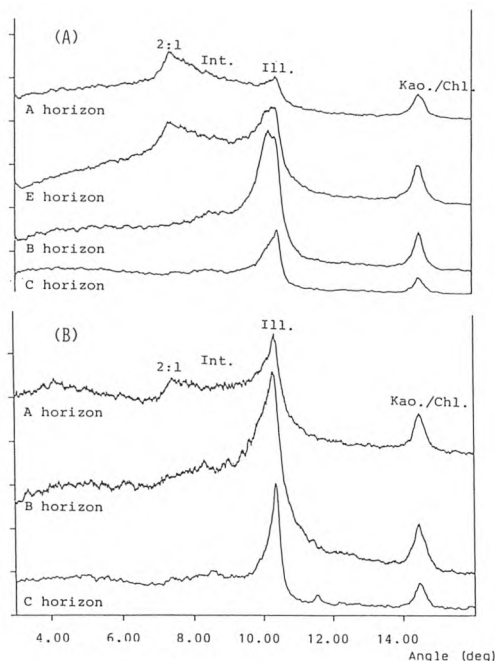 (A)
2:1
Int.
Ill.
Kao./Chl.
A horizon
E horizon
B horizon
C horizon
(B)
Ill.
Int.
2:1
Kao./Chl.
A horizon
B horizon
C horizon
4.00 6.00 8.00 10.00 12.00 14.00
Angle (deg)